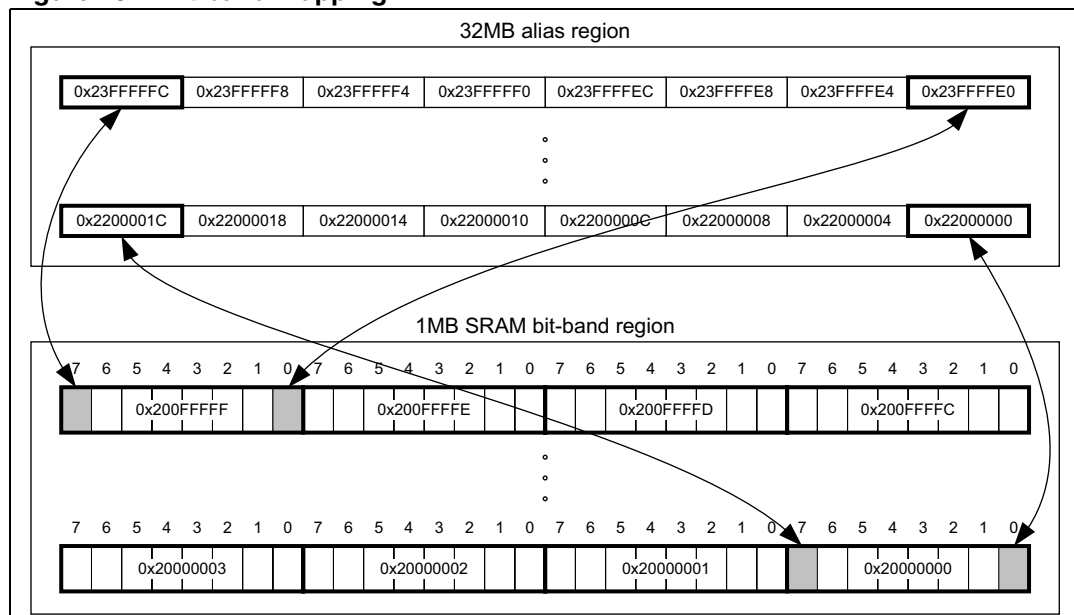 32MB alias region
0x23FFFFFC 0x23FFFFF8 0x23FFFFF4 0x23FFFFF0 0x23FFFFEC 0x23FFFFE8 0x23FFFFE4 0x23FFFFE0
0x2200001C 0x22000018 0x22000014 0x22000010 0x2200000C 0x22000008 0x22000004 0x22000000
1MB SRAM bit-band region
7 6 5 4 3 2 1 0 7 6 5 4 3 2 1 0 7 6 5 4 3 2 1 0 7 6 5 4 3 2 1 0
0x200FFFFF 0x200FFFFE 0x200FFFFD 0x200FFFFC
7 6 5 4 3 2 1 0 7 6 5 4 3 2 1 0 7 6 5 4 3 2 1 0 7 6 5 4 3 2 1 0
0x20000003 0x20000002 0x20000001 0x20000000